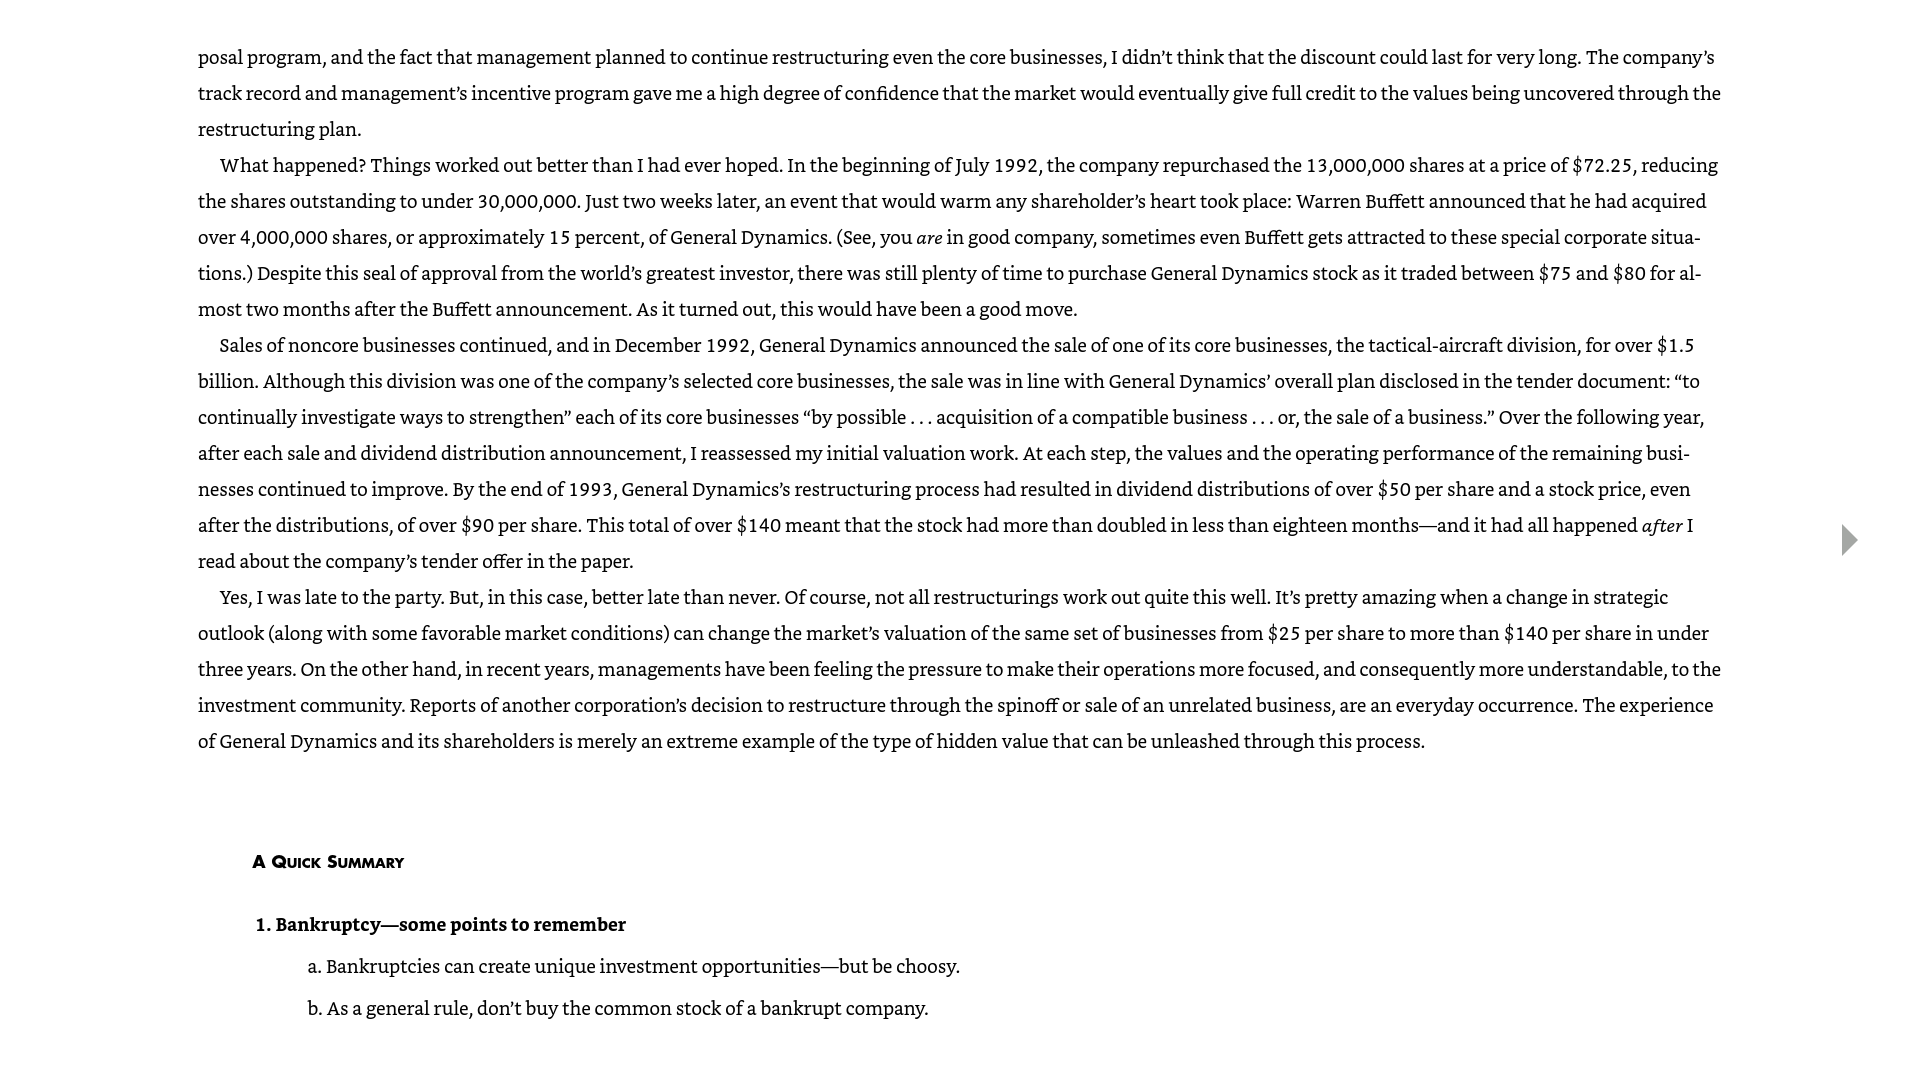 posal program, and the fact that management planned to continue restructuring even the core businesses, I didn’t think that the discount could last for very long. The company’s
track record and management’s incentive program gave me a high degree of confidence that the market would eventually give full credit to the values being uncovered through the
restructuring plan.
What happened? Things worked out better than I had ever hoped. In the beginning of July 1992, the company repurchased the 13,000,000 shares at a price of $72.25, reducing
the shares outstanding to under 30,000,000. Just two weeks later, an event that would warm any shareholder’s heart took place: Warren Buffett announced that he had acquired
over 4,000,000 shares, or approximately 15 percent, of General Dynamics. (See, you are in good company, sometimes even Buffett gets attracted to these special corporate situa-
tions.) Despite this seal of approval from the world’s greatest investor, there was still plenty of time to purchase General Dynamics stock as it traded between $75 and $80 for al-
most two months after the Buffett announcement. As it turned out, this would have been a good move.
Sales of noncore businesses continued, and in December 1992, General Dynamics announced the sale of one of its core businesses, the tactical-aircraft division, for over $1.5
billion. Although this division was one of the company’s selected core businesses, the sale was in line with General Dynamics’ overall plan disclosed in the tender document: “to
continually investigate ways to strengthen” each of its core businesses “by possible . . . acquisition of a compatible business . . . or, the sale of a business.” Over the following year,
after each sale and dividend distribution announcement, I reassessed my initial valuation work. At each step, the values and the operating performance of the remaining busi-
nesses continued to improve. By the end of 1993, General Dynamics’s restructuring process had resulted in dividend distributions of over $50 per share and a stock price, even
after the distributions, of over $90 per share. This total of over $140 meant that the stock had more than doubled in less than eighteen months—and it had all happened after I
read about the company’s tender offer in the paper.
Yes, I was late to the party. But, in this case, better late than never. Of course, not all restructurings work out quite this well. It’s pretty amazing when a change in strategic
outlook (along with some favorable market conditions) can change the market’s valuation of the same set of businesses from $25 per share to more than $140 per share in under
three years. On the other hand, in recent years, managements have been feeling the pressure to make their operations more focused, and consequently more understandable, to the
investment community. Reports of another corporation’s decision to restructure through the spinoff or sale of an unrelated business, are an everyday occurrence. The experience
of General Dynamics and its shareholders is merely an extreme example of the type of hidden value that can be unleashed through this process.
A Quick Summary
1. Bankruptcy—some points to remember
a. Bankruptcies can create unique investment opportunities—but be choosy.
b. As a general rule, don’t buy the common stock of a bankrupt company.